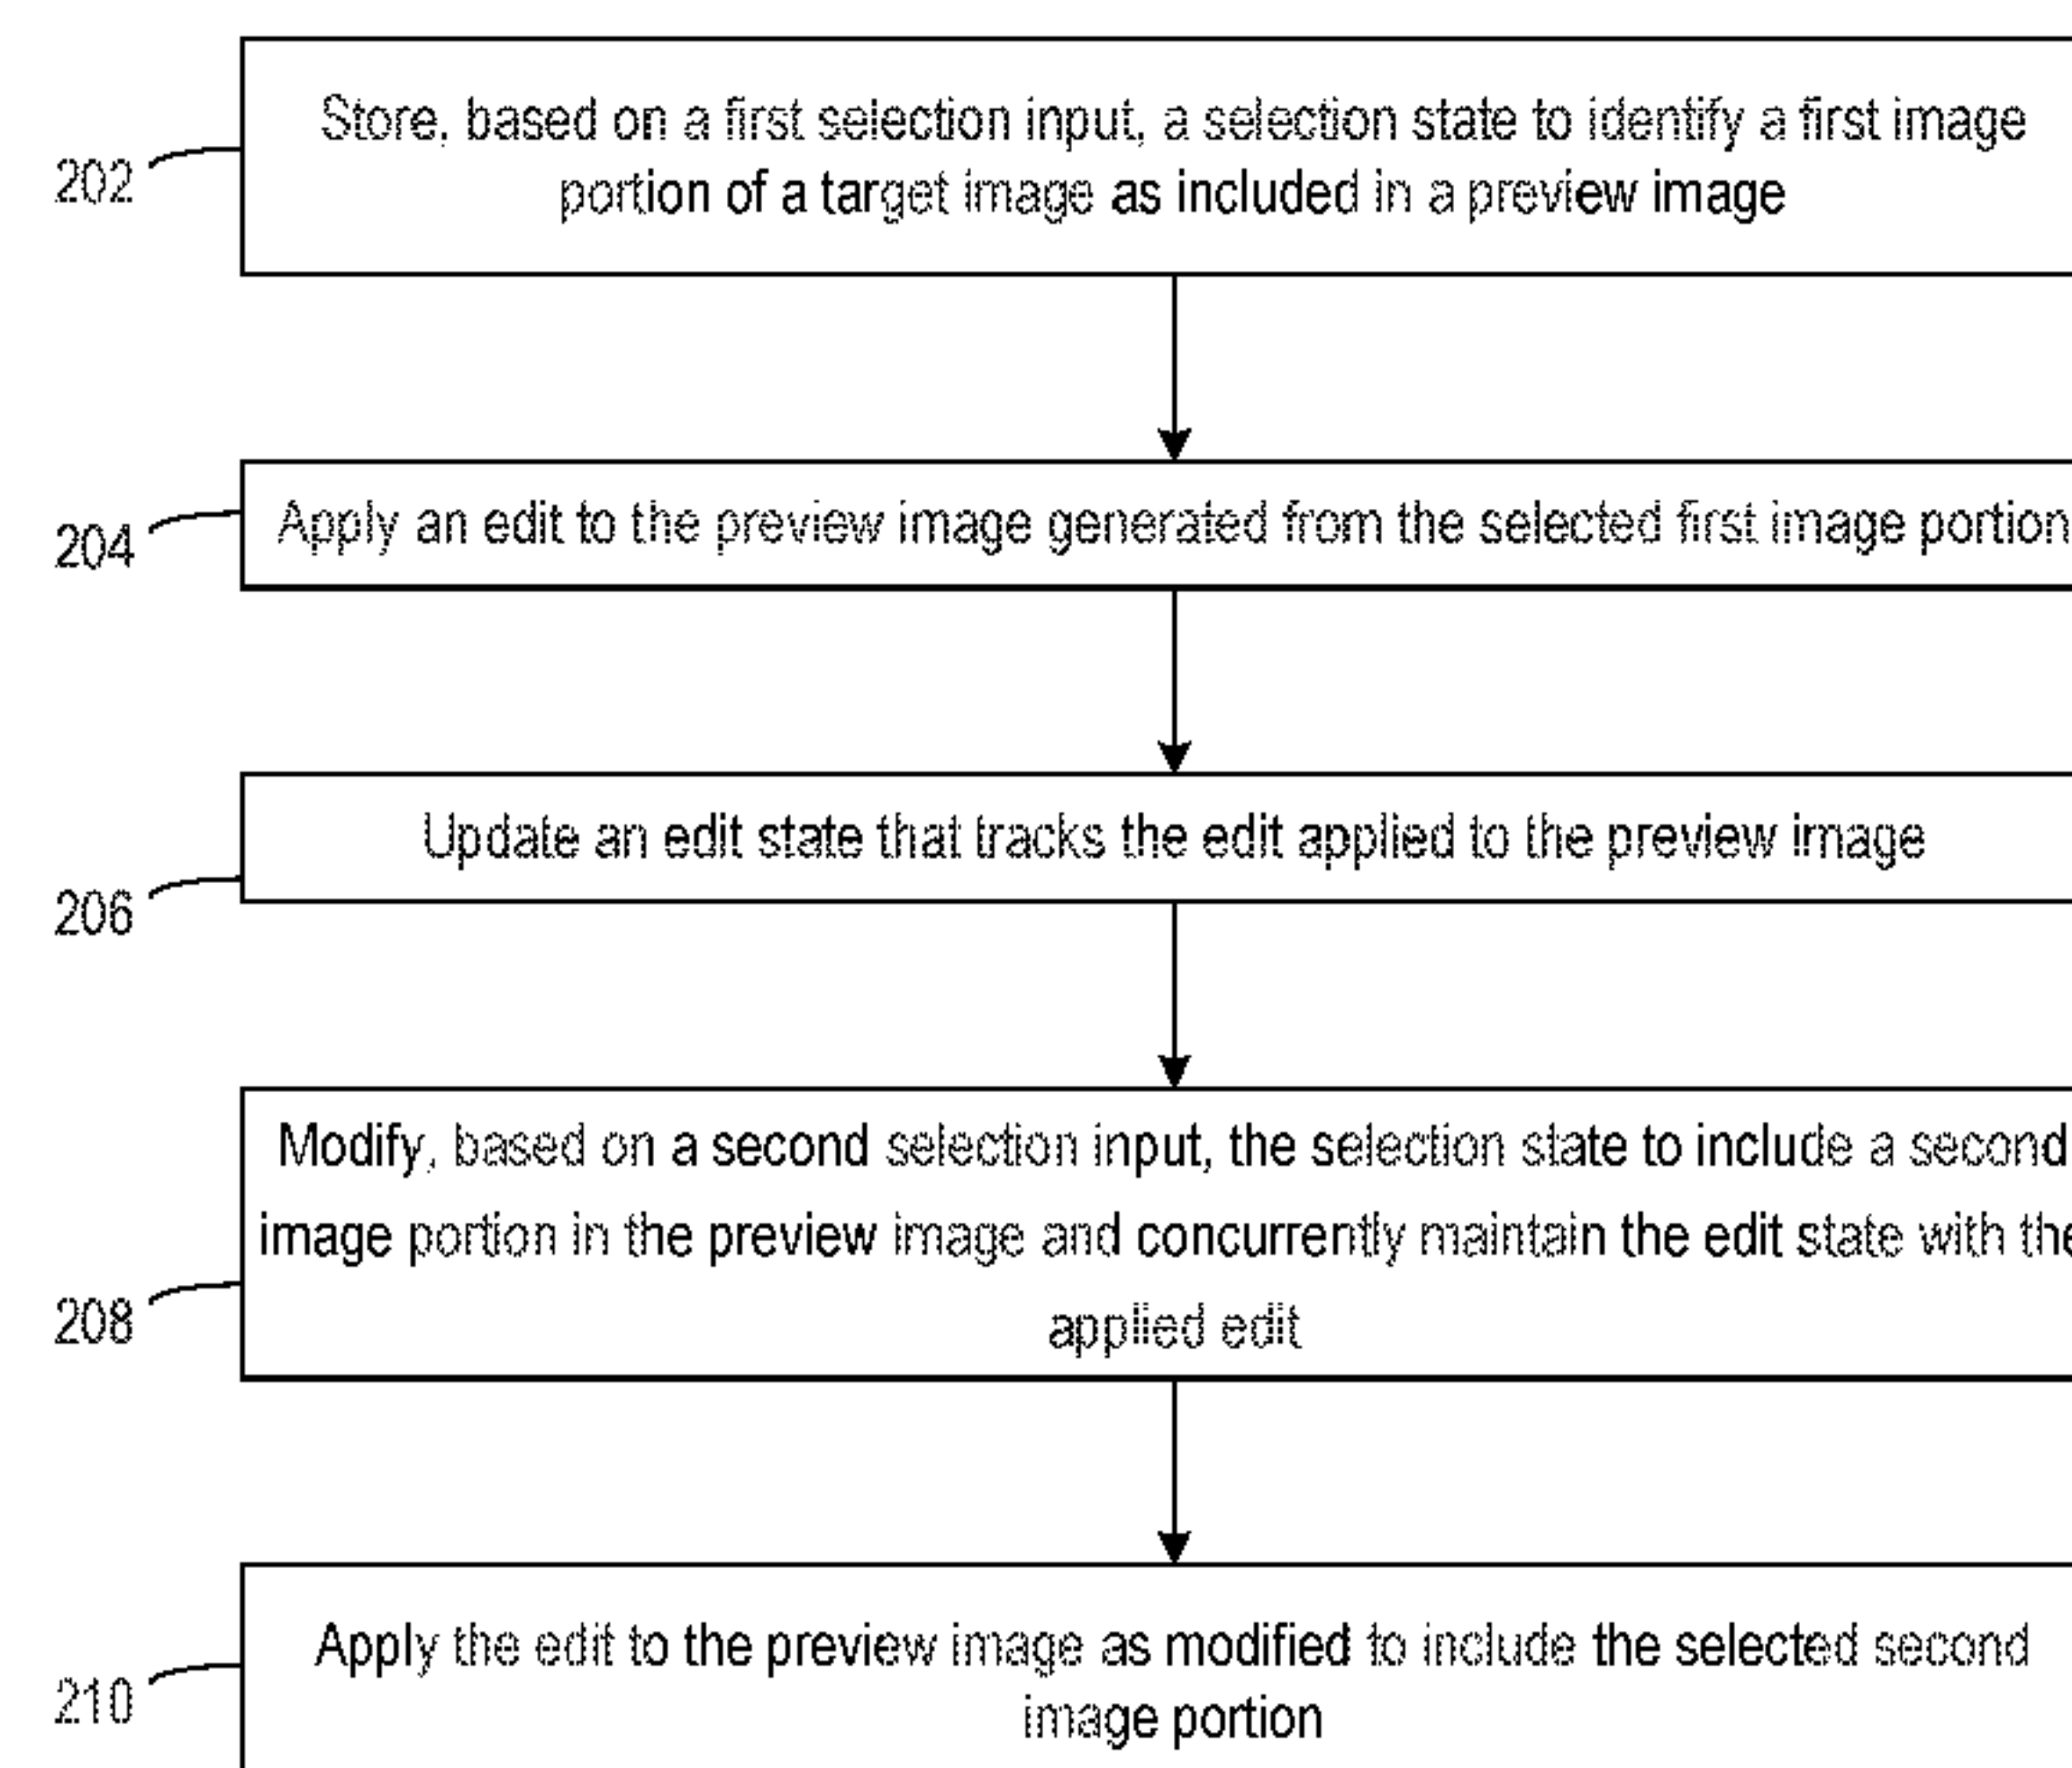 Store, based on a first selection input, a selection state to identify a first image
portion of a target image as included in a preview image
202
Apply an edit to the preview image generated from the selected first image portion
204
Update an edit state that tracks the edit applied to the preview image
206
Modify, based on a second selection input, the selection state to include a second
image portion in the preview image and concurrently maintain the edit state with the
applied edit
208
Apply the edit to the preview image as modified to include the selected second
image portion
210